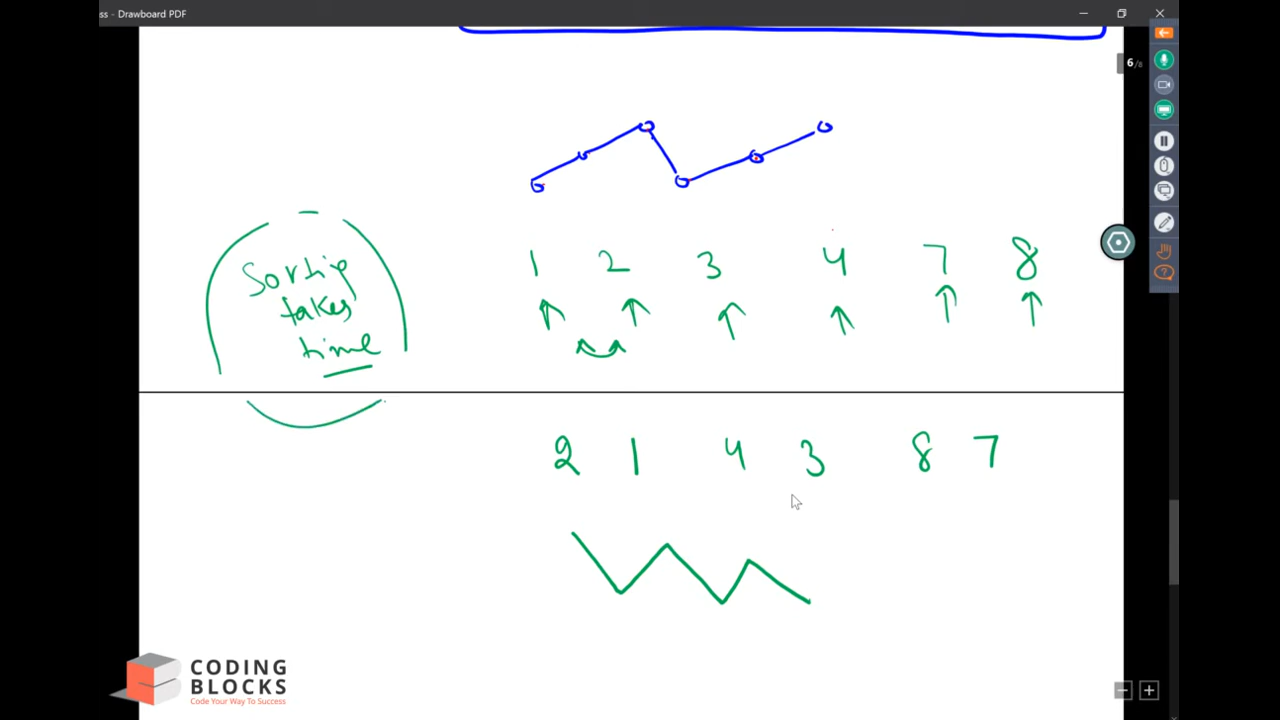 ss - Drawboard PDF
6/8
1 2 3 4 7 8
Sorting
takes
time
2 1 4 3 8 7
CODING
BLOCKS
Code Your Way To Success